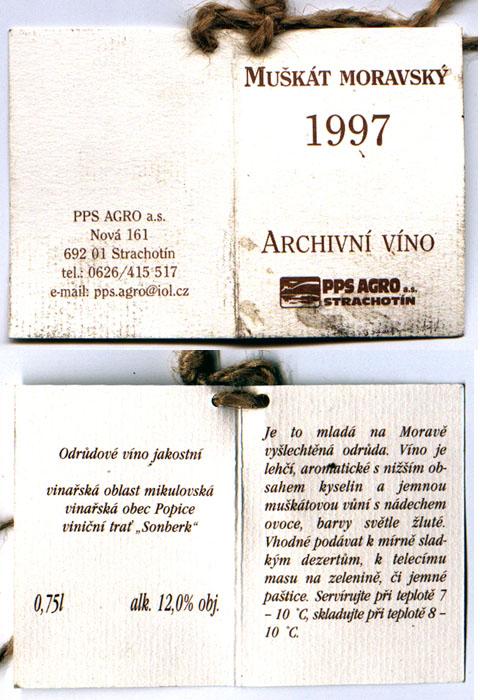 PPS AGRO a.s.
Nová 161
692 01 Strachotín
tel.: 0626/415 517
e-mail: pps.agro@iol.cz
MUŠKÁT MORAVSKÝ
1997
ARCHIVNÍ VÍNO
PPS AGRO a.s.
STRACHOTÍN
Odrůdové víno jakostní
vinařská oblast mikulovská
vinařská obec Popice
viniční trať „Sonberk“
0,75l alk. 12,0% obj.
Je to mladá na Moravě
vyšlechtěná odrůda. Víno je
lehčí, aromatické s nižším ob-
sahem kyselin a jemnou
muškátovou vůní s nádechem
ovoce, barvy světle žluté.
Vhodné podávat k mírně slad-
kým dezertům, k telecímu
masu na zelenině, či jemné
paštice. Servírujte při teplotě 7
– 10 °C, skladujte při teplotě 8 –
10 °C.